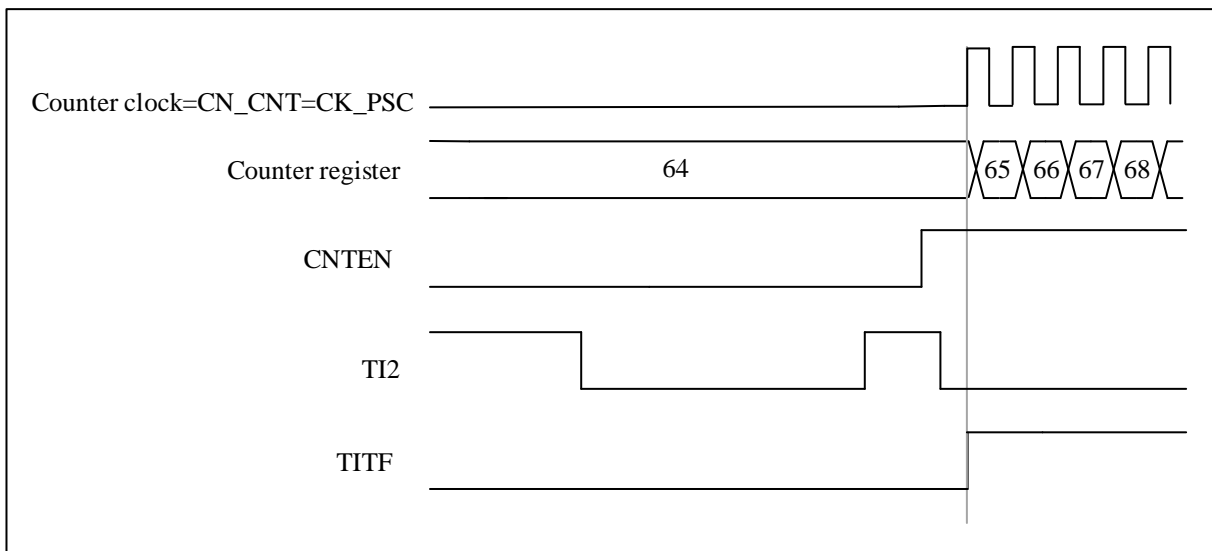 Counter clock=CN_CNT=CK_PSC
Counter register
64
65
66
67
68
CNTEN
TI2
TITF